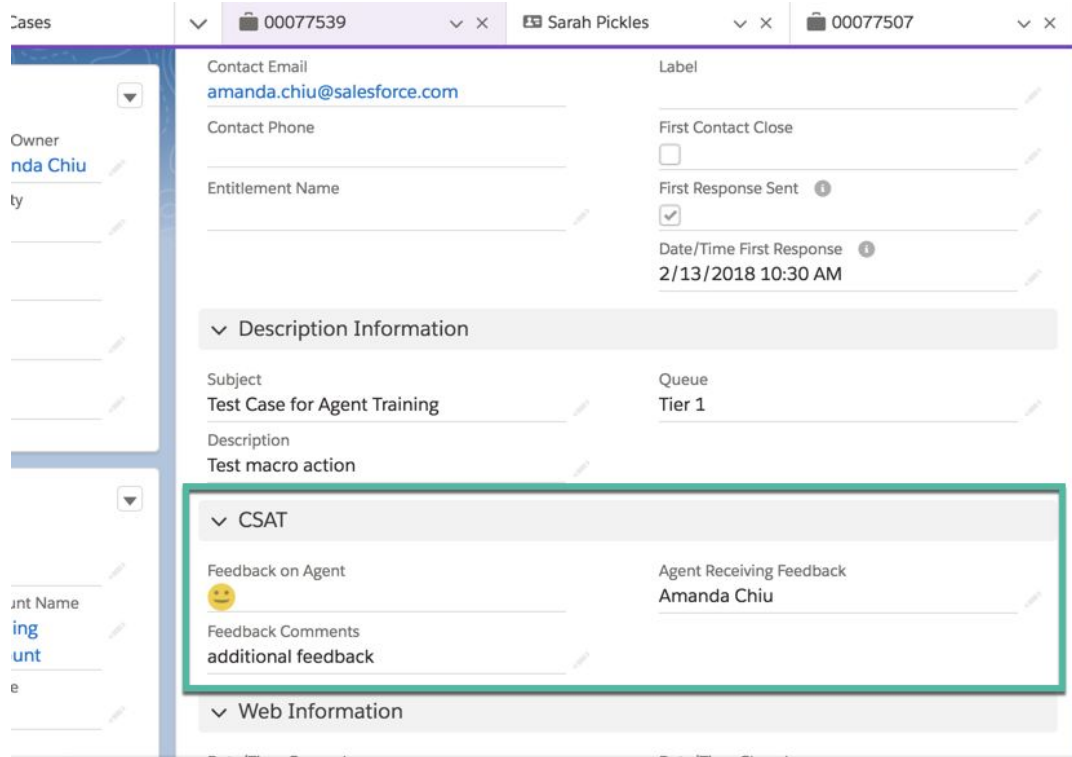 Cases
00077539
Sarah Pickles
00077507
Owner
nda Chiu
ty
unt Name
ing
unt
e
Contact Email
amanda.chiu@salesforce.com
Label
Contact Phone
First Contact Close
Entitlement Name
First Response Sent
Date/Time First Response
2/13/2018 10:30 AM
Description Information
Subject
Test Case for Agent Training
Queue
Tier 1
Description
Test macro action
CSAT
Feedback on Agent
Agent Receiving Feedback
Amanda Chiu
Feedback Comments
additional feedback
Web Information